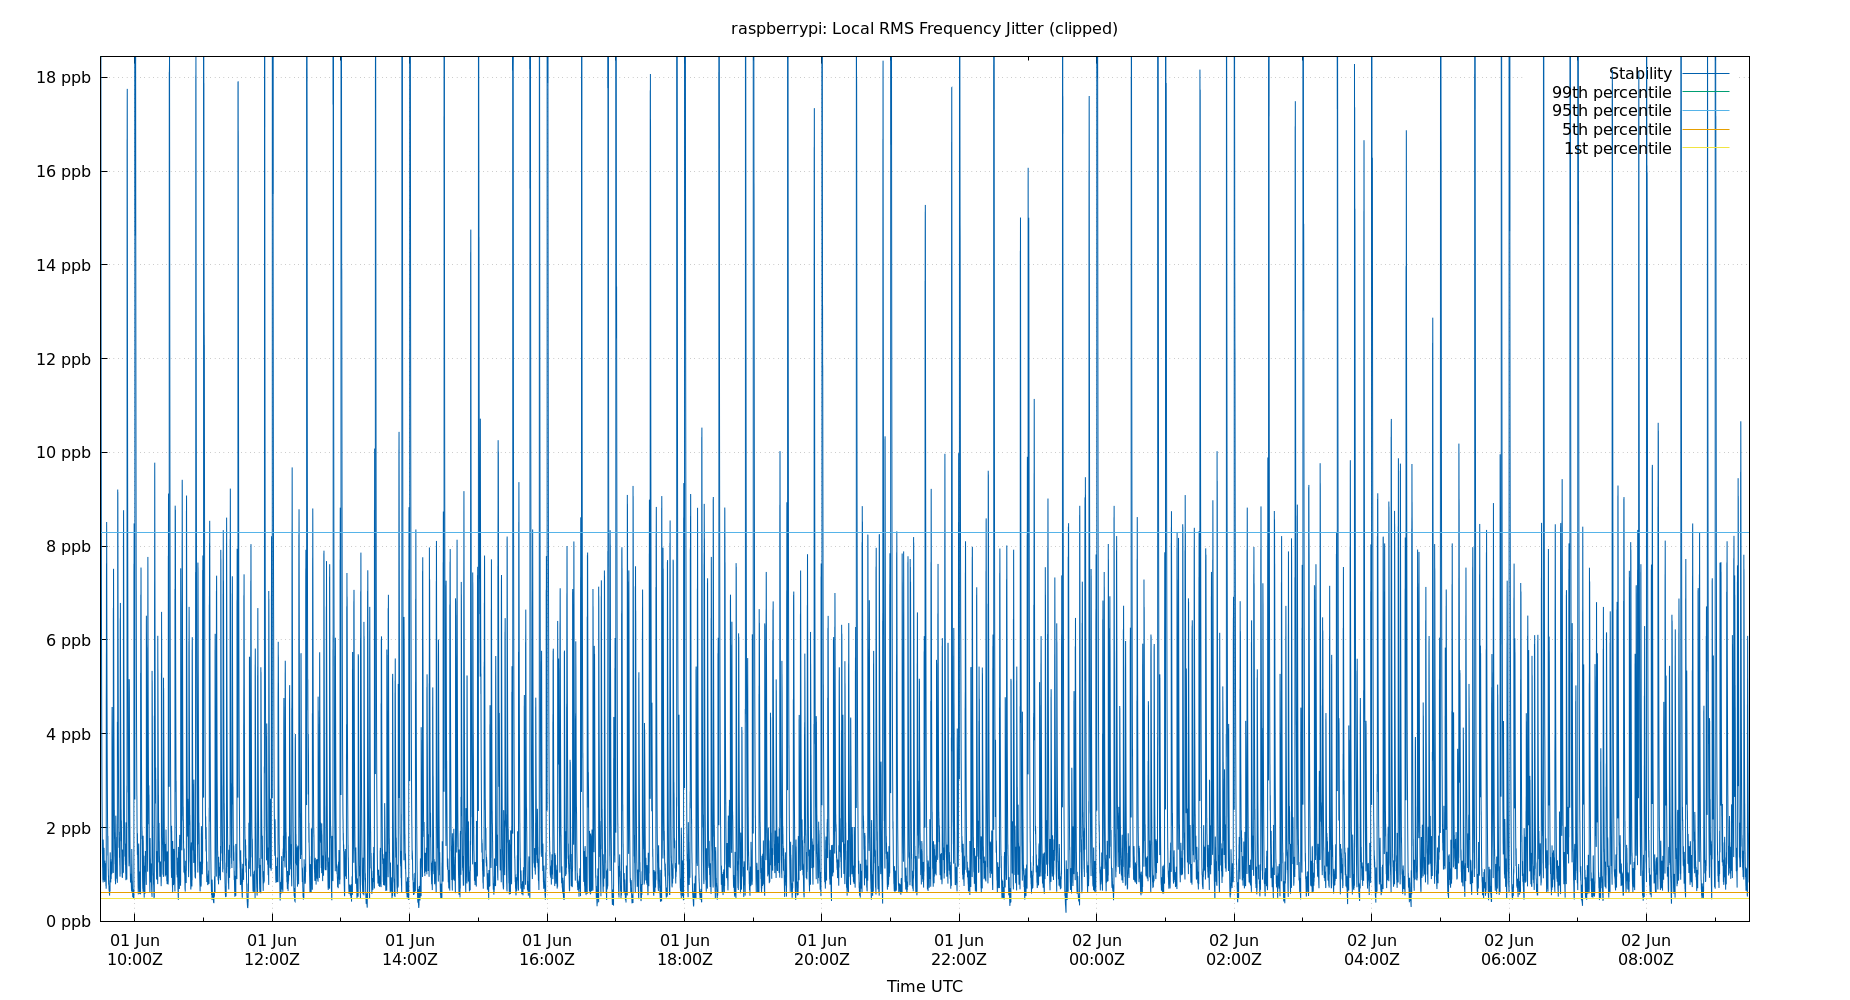 raspberrypi: Local RMS Frequency Jitter (clipped)
18 ppb
16 ppb
14 ppb
12 ppb
10 ppb
8 ppb
6 ppb
4 ppb
2 ppb
0 ppb
Stability
99th percentile
95th percentile
5th percentile
1st percentile
01 Jun 01 Jun 01 Jun 01 Jun 01 Jun 01 Jun 01 Jun 02 Jun 02 Jun 02 Jun 02 Jun 02 Jun
10:00Z 12:00Z 14:00Z 16:00Z 18:00Z 20:00Z 22:00Z 00:00Z 02:00Z 04:00Z 06:00Z 08:00Z
Time UTC